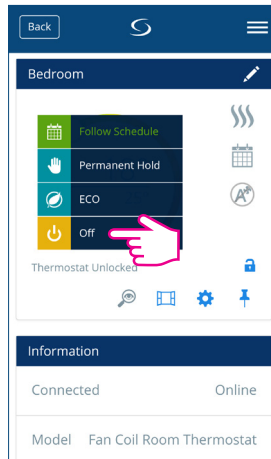 Back
Bedroom
Follow Schedule
Permanent Hold
ECO
Off
Thermostat Unlocked
Information
Connected Online
Model Fan Coil Room Thermostat